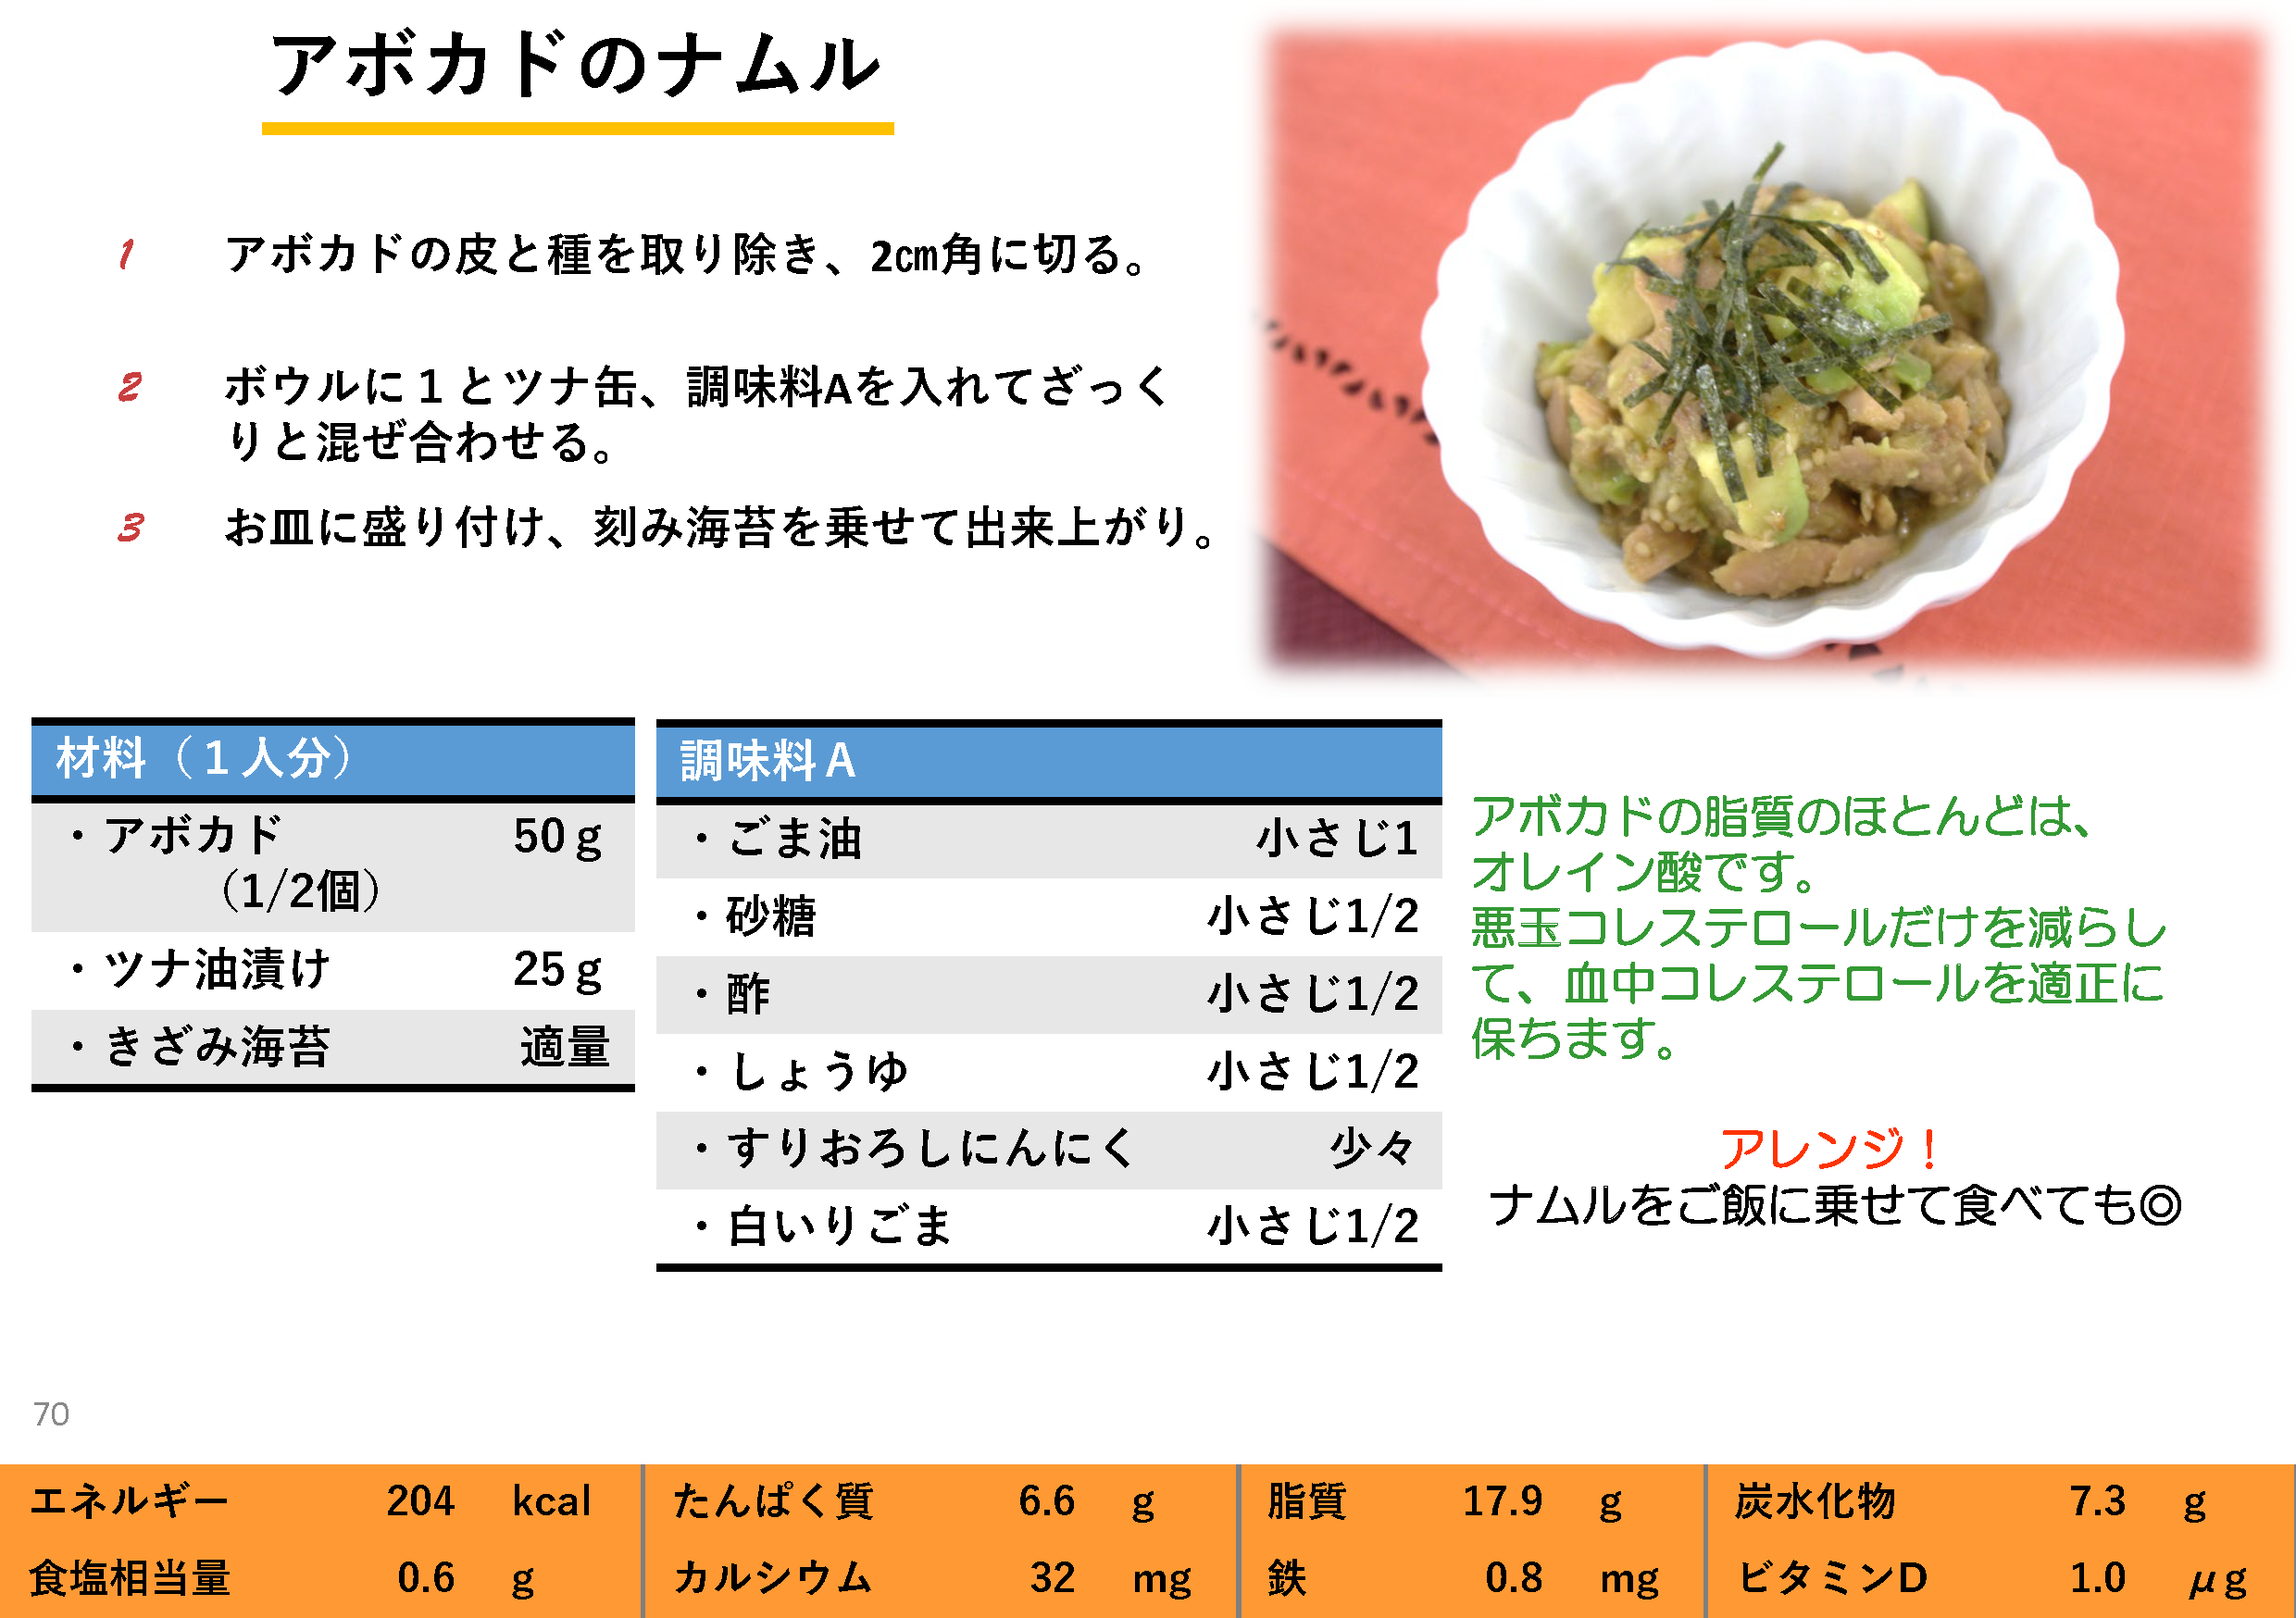 アボカドのナムル
1 アボカドの皮と種を取り除き、2㎝角に切る。
2 ボウルに１とツナ缶、調味料Aを入れてざっく
りと混ぜ合わせる。
3 お皿に盛り付け、刻み海苔を乗せて出来上がり。
材料（１人分）
・アボカド 50ｇ
（1/2個）
・ツナ油漬け 25ｇ
・きざみ海苔 適量
調味料Ａ
・ごま油 小さじ1
・砂糖 小さじ1/2
・酢 小さじ1/2
・しょうゆ 小さじ1/2
・すりおろしにんにく 少々
・白いりごま 小さじ1/2
アボカドの脂質のほとんどは、
オレイン酸です。
悪玉コレステロールだけを減らし
て、血中コレステロールを適正に
保ちます。
アレンジ！
ナムルをご飯に乗せて食べても◎
70
エネルギー 204 kcal たんぱく質 6.6 g 脂質 17.9 g 炭水化物 7.3 g
食塩相当量 0.6 g カルシウム 32 mg 鉄 0.8 mg ビタミンD 1.0 μg